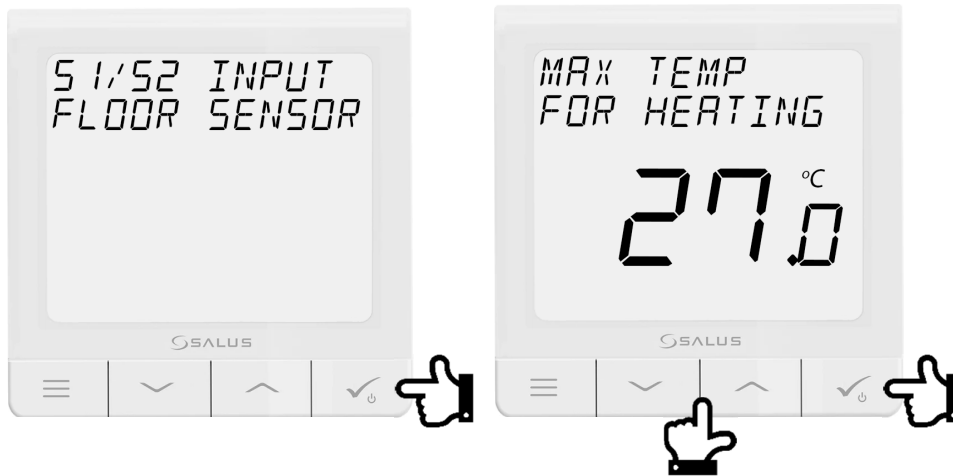 S1/S2 INPUT
FLOOR SENSOR
SALUS
MAX TEMP
FOR HEATING
27.0 °C
SALUS